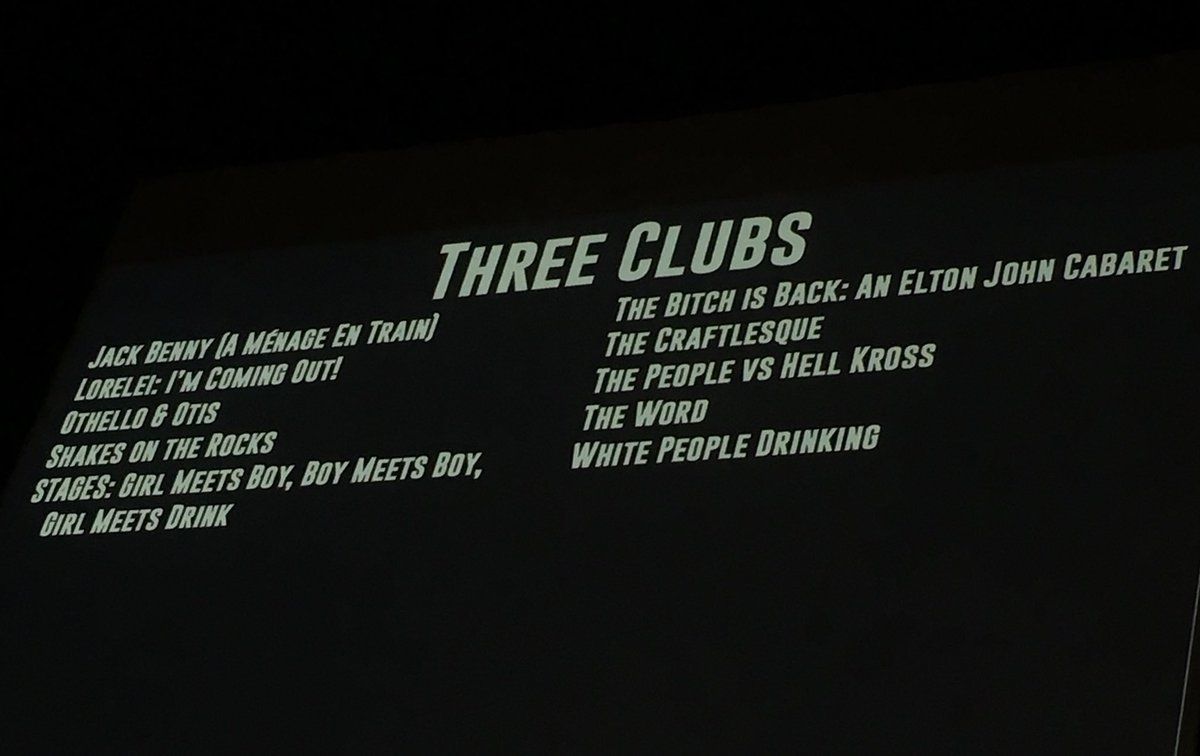 Three Clubs
Jack Benny (A Ménage En Train)
Lorelei: I'm Coming Out!
Othello & Otis
Shakes on the Rocks
STAGES: Girl Meets Boy, Boy Meets Boy,
Girl Meets Drink
The Bitch is Back: An Elton John Cabaret
The Craftlesque
The People vs Hell Kross
The Word
White People Drinking